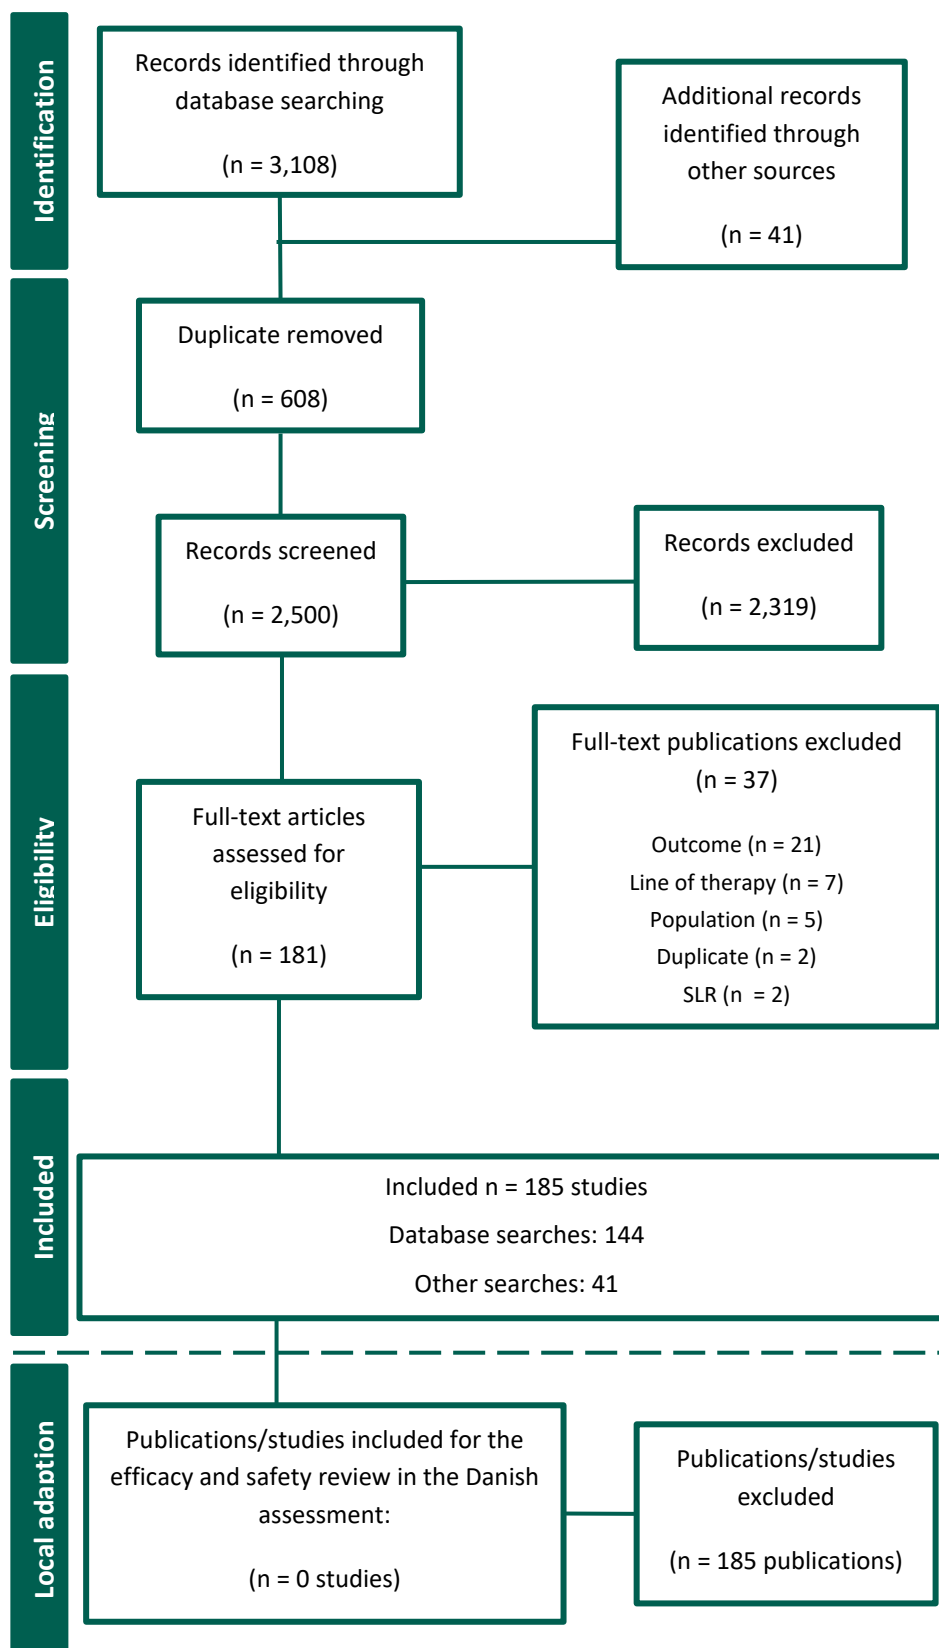 Identification
Records identified through
database searching
(n = 3,108)
Additional records
identified through
other sources
(n = 41)
Screening
Duplicate removed
(n = 608)
Records screened
(n = 2,500)
Records excluded
(n = 2,319)
Eligibility
Full-text articles
assessed for
eligibility
(n = 181)
Full-text publications excluded
(n = 37)
Outcome (n = 21)
Line of therapy (n = 7)
Population (n = 5)
Duplicate (n = 2)
SLR (n = 2)
Included
Included n = 185 studies
Database searches: 144
Other searches: 41
Local adaption
Publications/studies included for the
efficacy and safety review in the Danish
assessment:
(n = 0 studies)
Publications/studies
excluded
(n = 185 publications)